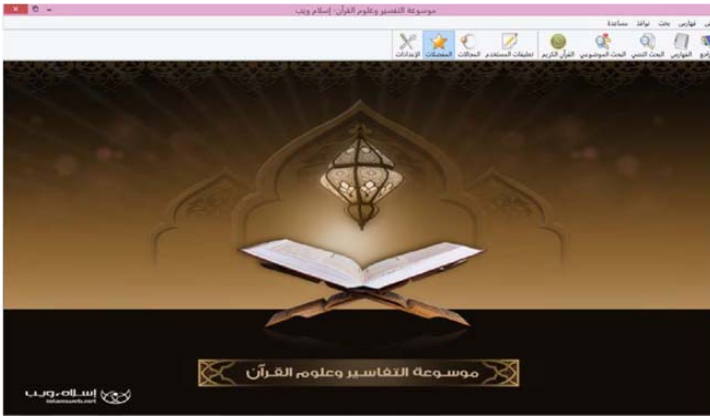 موسوعة التفسير وعلوم القرآن- إسلام ويب
فهارس بحث نوافذ مساعدة
الفهارس البحث النصي البحث الموضوعي القرآن الكريم تعليقات المستخدم المجالات المفضلات الإعدادات
موسوعة التفاسير وعلوم القرآن
إسلام ويب
islamweb.net